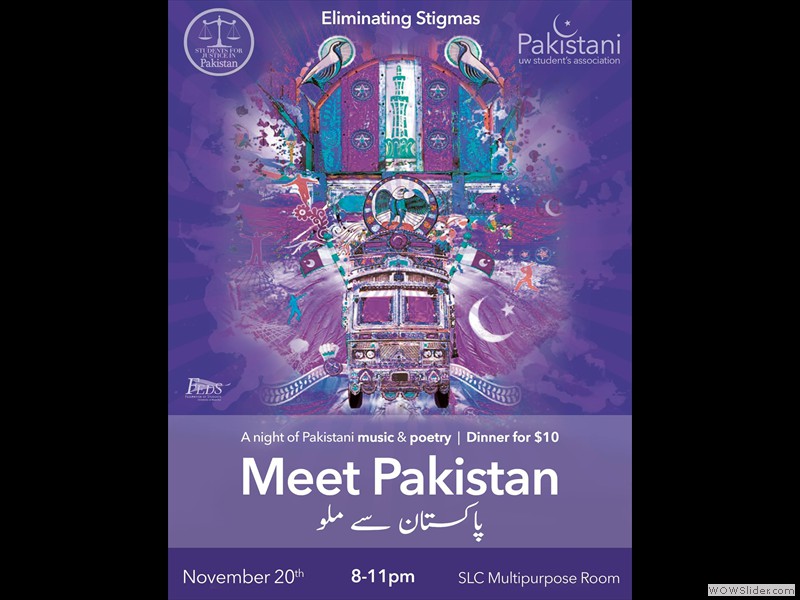 Eliminating Stigmas
STUDENTS FOR
JUSTICE IN
Pakistan
Pakistani
uw student's association
FEDS
A night of Pakistani music & poetry | Dinner for $10
Meet Pakistan
پاکستان سے ملو
November 20th
8-11pm
SLC Multipurpose Room
WOWSlider.com